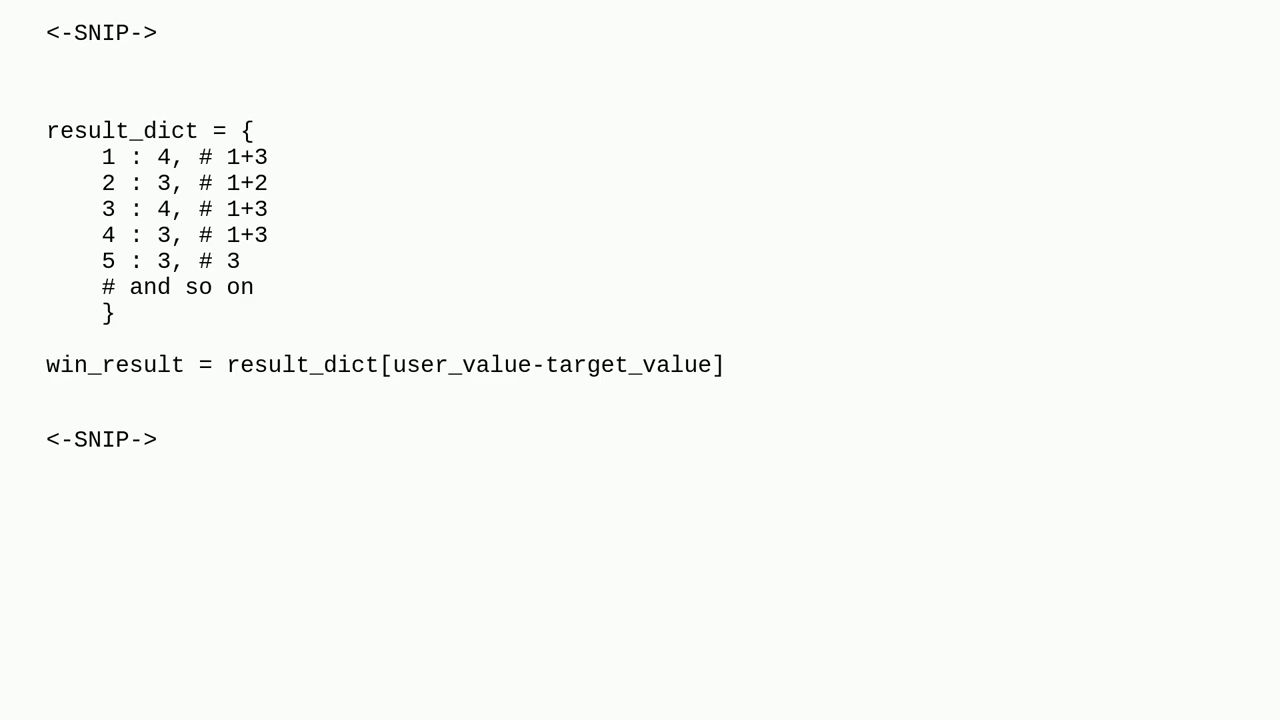 <-SNIP->
result_dict = {
    1 : 4, # 1+3
    2 : 3, # 1+2
    3 : 4, # 1+3
    4 : 3, # 1+3
    5 : 3, # 3
    # and so on
    }
win_result = result_dict[user_value-target_value]
<-SNIP->